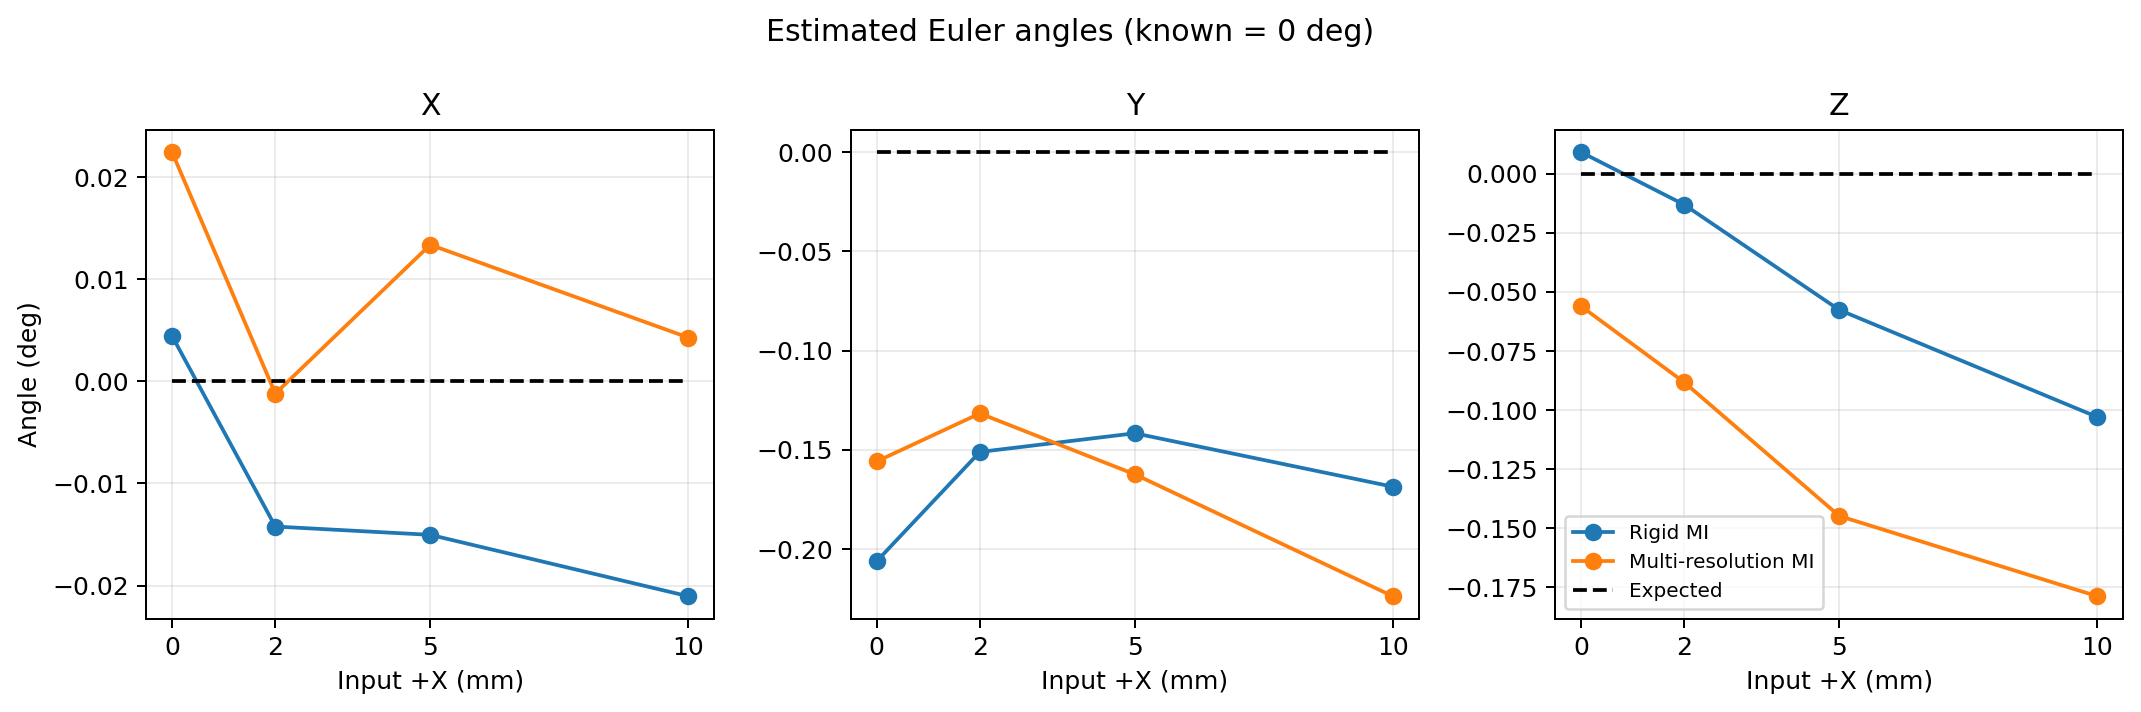 Estimated Euler angles (known = 0 deg)
X
Angle (deg)
0.02
0.01
0.00
−0.01
−0.02
0 2 5 10
Input +X (mm)
Y
0.00
−0.05
−0.10
−0.15
−0.20
0 2 5 10
Input +X (mm)
Z
0.000
−0.025
−0.050
−0.075
−0.100
−0.125
−0.150
−0.175
Rigid MI
Multi-resolution MI
Expected
0 2 5 10
Input +X (mm)